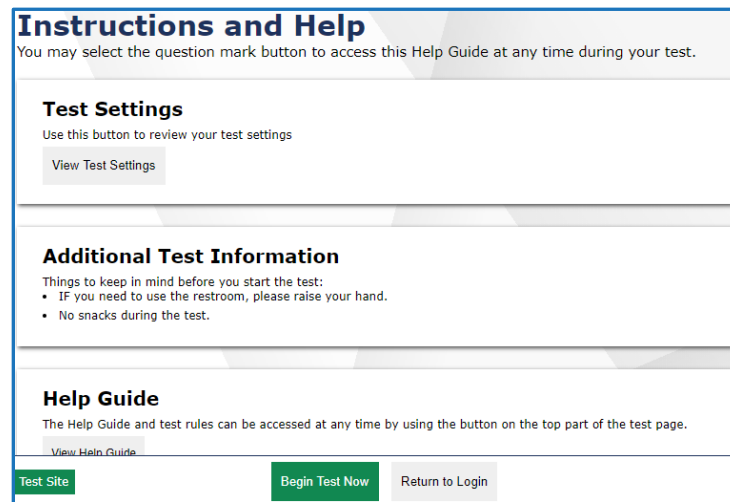 Instructions and Help
You may select the question mark button to access this Help Guide at any time during your test.
Test Settings
Use this button to review your test settings
View Test Settings
Additional Test Information
Things to keep in mind before you start the test:
• IF you need to use the restroom, please raise your hand.
• No snacks during the test.
Help Guide
The Help Guide and test rules can be accessed at any time by using the button on the top part of the test page.
View Help Guide
Test Site
Begin Test Now
Return to Login